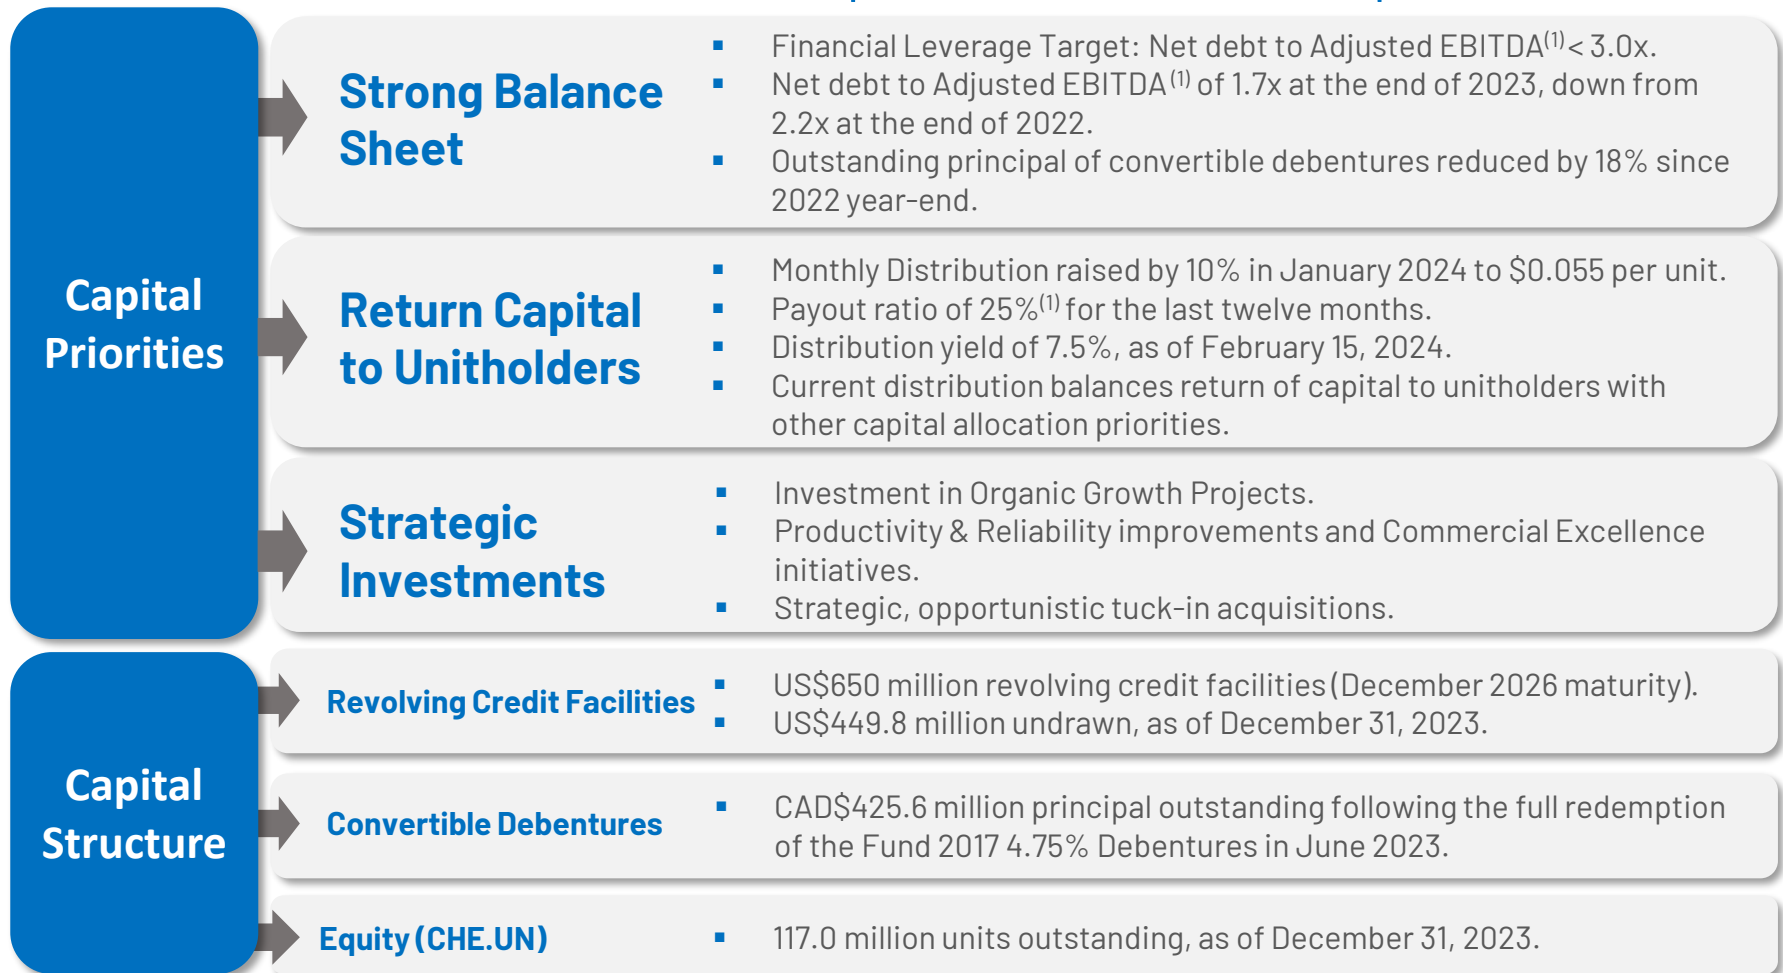 Capital
Priorities
Strong Balance
Sheet
▪ Financial Leverage Target: Net debt to Adjusted EBITDA(1) < 3.0x.
▪ Net debt to Adjusted EBITDA (1) of 1.7x at the end of 2023, down from
2.2x at the end of 2022.
▪ Outstanding principal of convertible debentures reduced by 18% since
2022 year-end.
Return Capital
to Unitholders
▪ Monthly Distribution raised by 10% in January 2024 to $0.055 per unit.
▪ Payout ratio of 25%(1) for the last twelve months.
▪ Distribution yield of 7.5%, as of February 15, 2024.
▪ Current distribution balances return of capital to unitholders with
other capital allocation priorities.
Strategic
Investments
▪ Investment in Organic Growth Projects.
▪ Productivity & Reliability improvements and Commercial Excellence
initiatives.
▪ Strategic, opportunistic tuck-in acquisitions.
Capital
Structure
Revolving Credit Facilities
▪ US$650 million revolving credit facilities (December 2026 maturity).
▪ US$449.8 million undrawn, as of December 31, 2023.
Convertible Debentures
▪ CAD$425.6 million principal outstanding following the full redemption
of the Fund 2017 4.75% Debentures in June 2023.
Equity (CHE.UN)
▪ 117.0 million units outstanding, as of December 31, 2023.